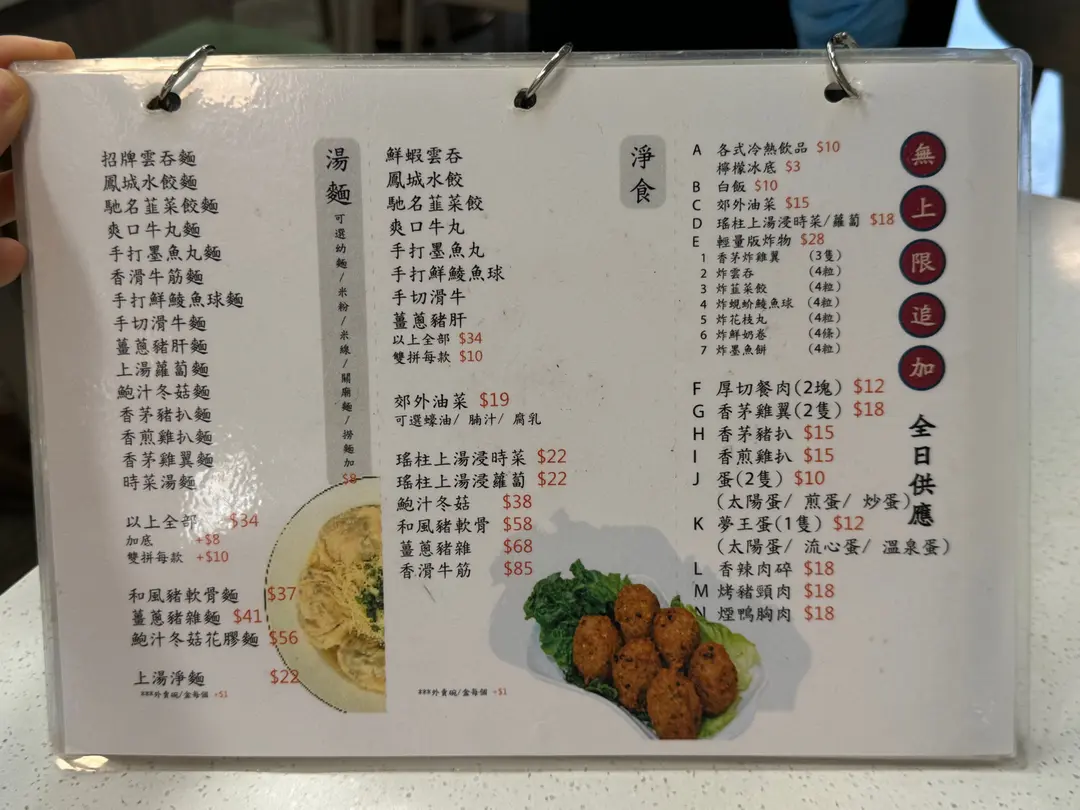 招牌雲吞麵
鳳城水餃麵
馳名韮菜餃麵
爽口牛丸麵
手打墨魚丸麵
香滑牛筋麵
手打鮮鯪魚球麵
手切滑牛麵
薑蔥豬肝麵
上湯蘿蔔麵
鮑汁冬菇麵
香茅豬扒麵
香煎雞扒麵
香茅雞翼麵
時菜湯麵
以上全部 $34
加底 +$8
雙拼每款 +$10
和風豬軟骨麵 $37
薑蔥豬雜麵 $41
鮑汁冬菇花膠麵 $56
上湯淨麵 $22
###外賣碗/盒每個 +$1
湯麵
可選幼麵/米粉/米線/關廟麵/撈麵加$8
鮮蝦雲吞
鳳城水餃
馳名韮菜餃
爽口牛丸
手打墨魚丸
手打鮮鯪魚球
手切滑牛
薑蔥豬肝
以上全部 $34
雙拼每款 $10
郊外油菜 $19
可選蠔油/ 腩汁/ 腐乳
瑤柱上湯浸時菜 $22
瑤柱上湯浸蘿蔔 $22
鮑汁冬菇 $38
和風豬軟骨 $58
薑蔥豬雜 $68
香滑牛筋 $85
###外賣碗/盒每個 +$1
淨食
A 各式冷熱飲品 $10
檸檬冰底 $3
B 白飯 $10
C 郊外油菜 $15
D 瑤柱上湯浸時菜/蘿蔔 $18
E 輕量版炸物 $28
1 香茅炸雞翼 (3隻)
2 炸雲吞 (4粒)
3 炸韮菜餃 (4粒)
4 炸蜆蚧鯪魚球 (4粒)
5 炸花枝丸 (4粒)
6 炸鮮奶卷 (4條)
7 炸墨魚餅 (4粒)
F 厚切餐肉(2塊) $12
G 香茅雞翼(2隻) $18
H 香茅豬扒 $15
I 香煎雞扒 $15
J 蛋(2隻) $10
(太陽蛋/ 煎蛋/ 炒蛋)
K 夢王蛋(1隻) $12
(太陽蛋/ 流心蛋/ 溫泉蛋)
L 香辣肉碎 $18
M 烤豬頸肉 $18
N 煙鴨胸肉 $18
無上限追加
全日供應